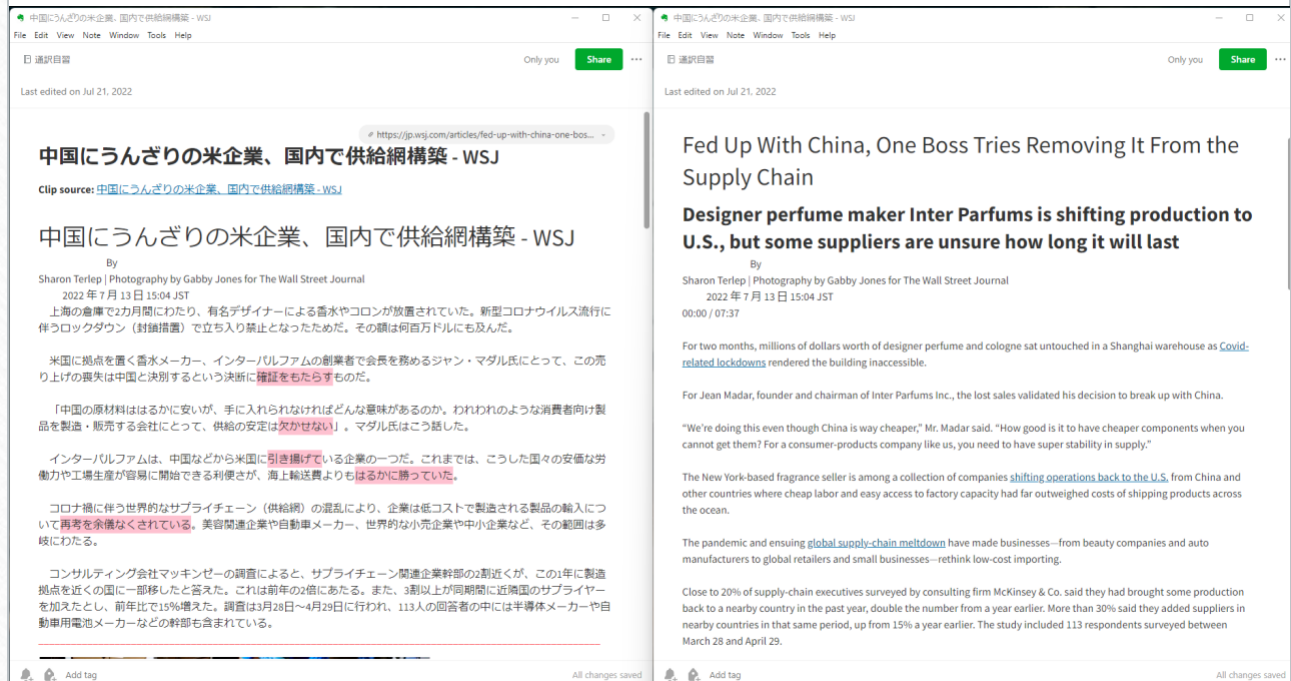 中国にうんざりの米企業、国内で供給網構築 - WSJ
File Edit View Note Window Tools Help
通訳自習
Only you
Share
Last edited on Jul 21, 2022
https://jp.wsj.com/articles/fed-up-with-china-one-bos...
中国にうんざりの米企業、国内で供給網構築 - WSJ
Clip source: 中国にうんざりの米企業、国内で供給網構築 - WSJ
中国にうんざりの米企業、国内で供給網構築 - WSJ
By
Sharon Terlep | Photography by Gabby Jones for The Wall Street Journal
2022 年 7 月 13 日 15:04 JST
上海の倉庫で2カ月間にわたり、有名デザイナーによる香水やコロンが放置されていた。新型コロナウイルス流行に
伴うロックダウン（封鎖措置）で立ち入り禁止となったためだ。その額は何百万ドルにも及んだ。
米国に拠点を置く香水メーカー、インターパルファムの創業者で会長を務めるジャン・マダル氏にとって、この売
り上げの喪失は中国と決別するという決断に確証をもたらすものだ。
「中国の原材料ははるかに安いが、手に入れられなければどんな意味があるのか。われわれのような消費者向け製
品を製造・販売する会社にとって、供給の安定は欠かせない」。マダル氏はこう話した。
インターパルファムは、中国などから米国に引き揚げている企業の一つだ。これまでは、こうした国々の安価な労
働力や工場生産が容易に開始できる利便さが、海上輸送費よりもはるかに勝っていた。
コロナ禍に伴う世界的なサプライチェーン（供給網）の混乱により、企業は低コストで製造される製品の輸入につ
いて再考を余儀なくされている。美容関連企業や自動車メーカー、世界的な小売企業や中小企業など、その範囲は多
岐にわたる。
コンサルティング会社マッキンゼーの調査によると、サプライチェーン関連企業幹部の2割近くが、この1年に製造
拠点を近くの国に一部移したと答えた。これは前年の2倍にあたる。また、3割以上が同期間に近隣国のサプライヤー
を加えたとし、前年比で15%増えた。調査は3月28日～4月29日に行われ、113人の回答者の中には半導体メーカーや自
動車用電池メーカーなどの幹部も含まれている。
Add tag
All changes saved
中国にうんざりの米企業、国内で供給網構築 - WSJ
File Edit View Note Window Tools Help
通訳自習
Only you
Share
Last edited on Jul 21, 2022
Fed Up With China, One Boss Tries Removing It From the
Supply Chain
Designer perfume maker Inter Parfums is shifting production to
U.S., but some suppliers are unsure how long it will last
By
Sharon Terlep | Photography by Gabby Jones for The Wall Street Journal
2022 年 7 月 13 日 15:04 JST
00:00 / 07:37
For two months, millions of dollars worth of designer perfume and cologne sat untouched in a Shanghai warehouse as Covid-
related lockdowns rendered the building inaccessible.
For Jean Madar, founder and chairman of Inter Parfums Inc., the lost sales validated his decision to break up with China.
“We’re doing this even though China is way cheaper,” Mr. Madar said. “How good is it to have cheaper components when you
cannot get them? For a consumer-products company like us, you need to have super stability in supply.”
The New York-based fragrance seller is among a collection of companies shifting operations back to the U.S. from China and
other countries where cheap labor and easy access to factory capacity had far outweighed costs of shipping products across
the ocean.
The pandemic and ensuing global supply-chain meltdown have made businesses—from beauty companies and auto
manufacturers to global retailers and small businesses—rethink low-cost importing.
Close to 20% of supply-chain executives surveyed by consulting firm McKinsey & Co. said they had brought some production
back to a nearby country in the past year, double the number from a year earlier. More than 30% said they added suppliers in
nearby countries in that same period, up from 15% a year earlier. The study included 113 respondents surveyed between
March 28 and April 29.
Add tag
All changes saved